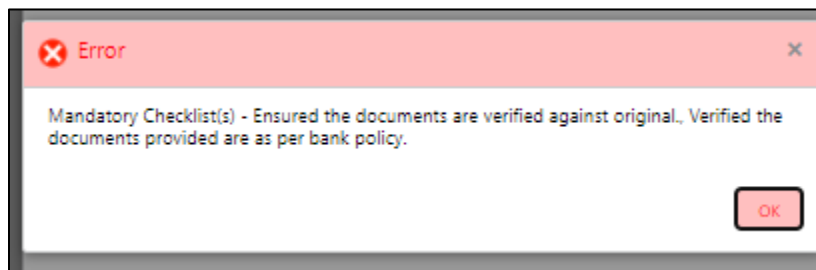 Error
Mandatory Checklist(s) - Ensured the documents are verified against original., Verified the
documents provided are as per bank policy.
OK